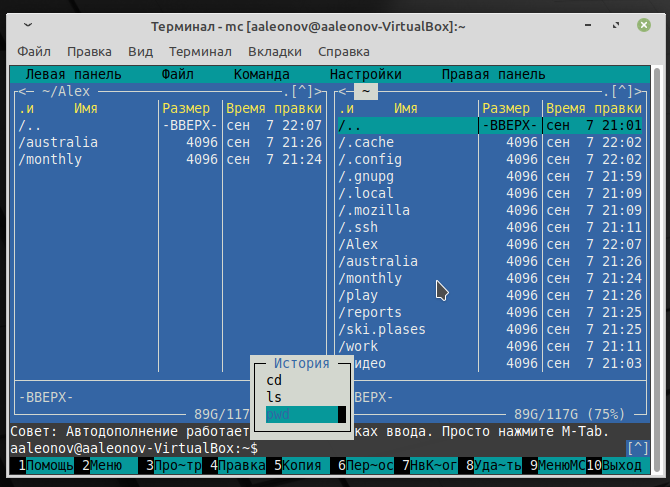 Терминал - mc [aaleonov@aaleonov-VirtualBox]:~
Файл Правка Вид Терминал Вкладки Справка
Левая панель Файл Команда Настройки Правая панель
<─ ~/Alex .[^]> <─ ~ .[^]>
.и Имя Размер Время правки .и Имя Размер Время правки
/.. -ВВЕРХ- сен 7 22:07 /.. -ВВЕРХ- сен 7 21:01
/australia 4096 сен 7 21:26 /.cache 4096 сен 7 22:02
/monthly 4096 сен 7 21:24 /.config 4096 сен 7 22:02
/.gnupg 4096 сен 7 21:59
/.local 4096 сен 7 21:09
/.mozilla 4096 сен 7 21:09
/.ssh 4096 сен 7 21:11
/Alex 4096 сен 7 22:07
/australia 4096 сен 7 21:26
/monthly 4096 сен 7 21:24
/play 4096 сен 7 21:26
/reports 4096 сен 7 21:25
/ski.plases 4096 сен 7 21:25
/work 4096 сен 7 21:11
идео 4096 сен 7 21:03
История
cd
ls
pwd
-ВВЕРХ- ВЕРХ-
89G/117 89G/117G (75%)
Совет: Автодополнение работает ках ввода. Просто нажмите M-Tab.
aaleonov@aaleonov-VirtualBox:~$ [^]
1Помощь 2Меню 3Про~тр 4Правка 5Копия 6Пер~ос 7НвК~ог 8Уда~ть 9МенюMC 10Выход